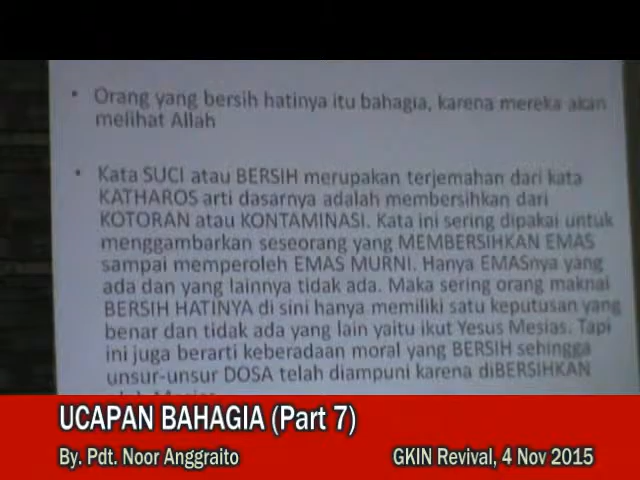 • Orang yang bersih hatinya itu bahagia, karena mereka akan
melihat Allah
• Kata SUCI atau BERSIH merupakan terjemahan dari kata
KATHAROS arti dasarnya adalah membersihkan dari
KOTORAN atau KONTAMINASI. Kata ini sering dipakai untuk
menggambarkan seseorang yang MEMBERSIHKAN EMAS
sampai memperoleh EMAS MURNI. Hanya EMASnya yang
ada dan yang lainnya tidak ada. Maka sering orang maknai
BERSIH HATINYA di sini hanya memiliki satu keputusan yang
benar dan tidak ada yang lain yaitu ikut Yesus Mesias. Tapi
ini juga berarti keberadaan moral yang BERSIH sehingga
unsur-unsur DOSA telah diampuni karena diBERSIHKAN
UCAPAN BAHAGIA (Part 7)
By. Pdt. Noor Anggraito
GKIN Revival, 4 Nov 2015